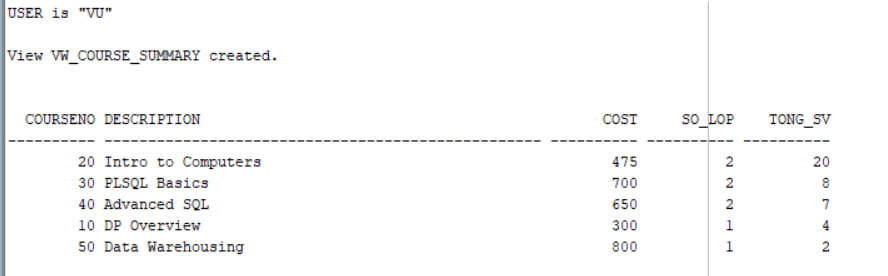 USER is "VU"
View VW_COURSE_SUMMARY created.
COURSENO DESCRIPTION COST SO_LOP TONG_SV
---------- -------------------------------------------------- ---------- ---------- ----------
20 Intro to Computers 475 2 20
30 PLSQL Basics 700 2 8
40 Advanced SQL 650 2 7
10 DP Overview 300 1 4
50 Data Warehousing 800 1 2